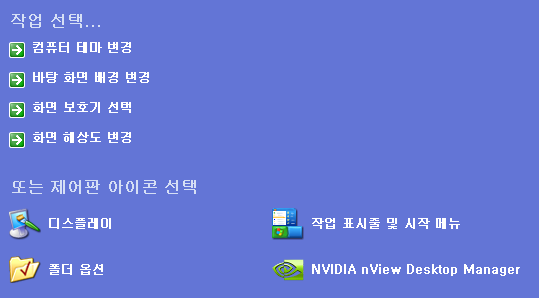 작업 선택...
컴퓨터 테마 변경
바탕 화면 배경 변경
화면 보호기 선택
화면 해상도 변경
또는 제어판 아이콘 선택
디스플레이
작업 표시줄 및 시작 메뉴
폴더 옵션
NVIDIA nView Desktop Manager